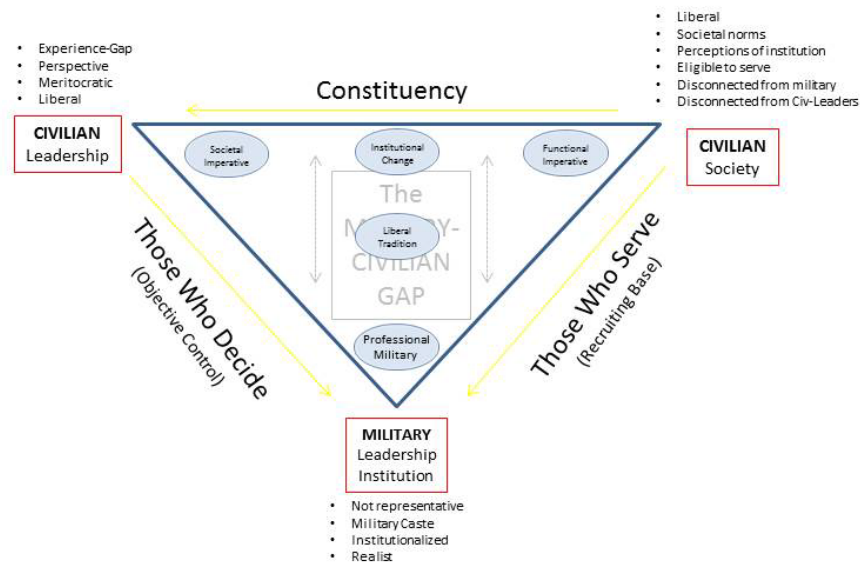 • Liberal
• Societal norms
• Perceptions of institution
• Eligible to serve
• Disconnected from military
• Disconnected from Civ-Leaders
• Experience-Gap
• Perspective
• Meritocratic
• Liberal
Constituency
CIVILIAN
Leadership
Societal
Imperative
Institutional
Change
Functional
Imperative
CIVILIAN
Society
The
Liberal
Tradition
CIVILIAN
GAP
Professional
Military
Those Who Decide
(Objective Control)
Those Who Serve
(Recruiting Base)
MILITARY
Leadership
Institution
• Not representative
• Military Caste
• Institutionalized
• Realist